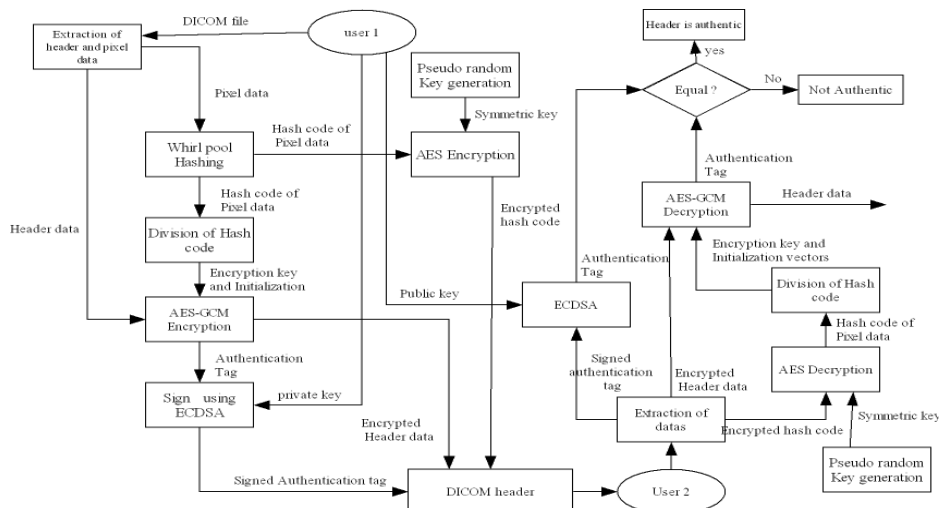 DICOM file
Extraction of
header and pixel
data
user 1
Pseudo random
Key generation
Header is authentic
yes
Equal ?
No
Not Authentic
Pixel data
Symmetric key
Whirl pool
Hashing
Hash code of
Pixel data
AES Encryption
Authentication
Tag
Hash code of
Pixel data
AES-GCM
Decryption
Header data
Header data
Division of Hash
code
Encrypted
hash code
Encryption key and
Initialization vectors
Authentication
Tag
Encryption key
and Initialization
Public key
ECDSA
Division of Hash
code
AES-GCM
Encryption
Hash code of
Pixel data
Authentication
Tag
Signed
authentication
tag
Encrypted
Header data
AES Decryption
Sign using
ECDSA
private key
Encrypted
Header data
Extraction of
datas
Encrypted hash code
Symmetric key
Signed Authentication tag
DICOM header
User 2
Pseudo random
Key generation